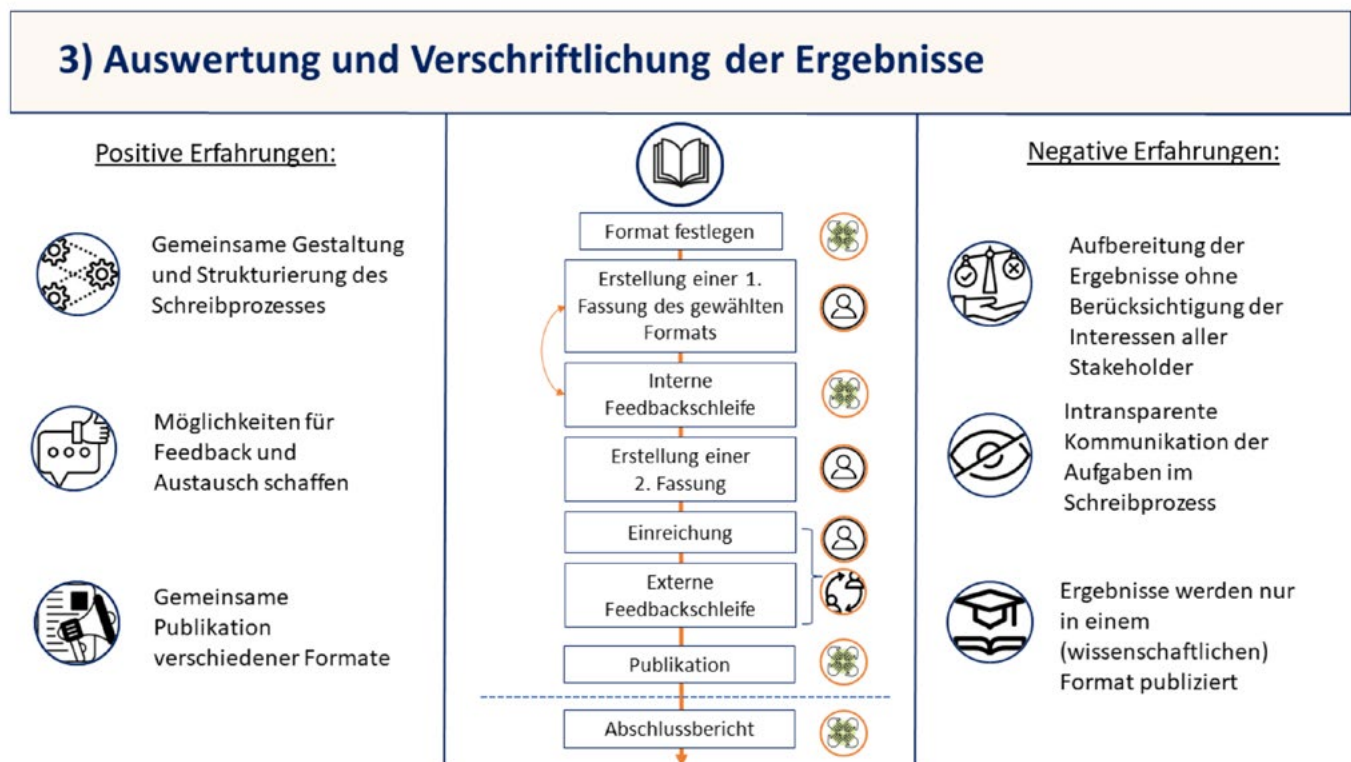 3) Auswertung und Verschriftlichung der Ergebnisse
Positive Erfahrungen:
Gemeinsame Gestaltung
und Strukturierung des
Schreibprozesses
Möglichkeiten für
Feedback und
Austausch schaffen
Gemeinsame
Publikation
verschiedener Formate
Format festlegen
Erstellung einer 1.
Fassung des gewählten
Formats
Interne
Feedbackschleife
Erstellung einer
2. Fassung
Einreichung
Externe
Feedbackschleife
Publikation
Abschlussbericht
Negative Erfahrungen:
Aufbereitung der
Ergebnisse ohne
Berücksichtigung der
Interessen aller
Stakeholder
Intransparente
Kommunikation der
Aufgaben im
Schreibprozess
Ergebnisse werden nur
in einem
(wissenschaftlichen)
Format publiziert